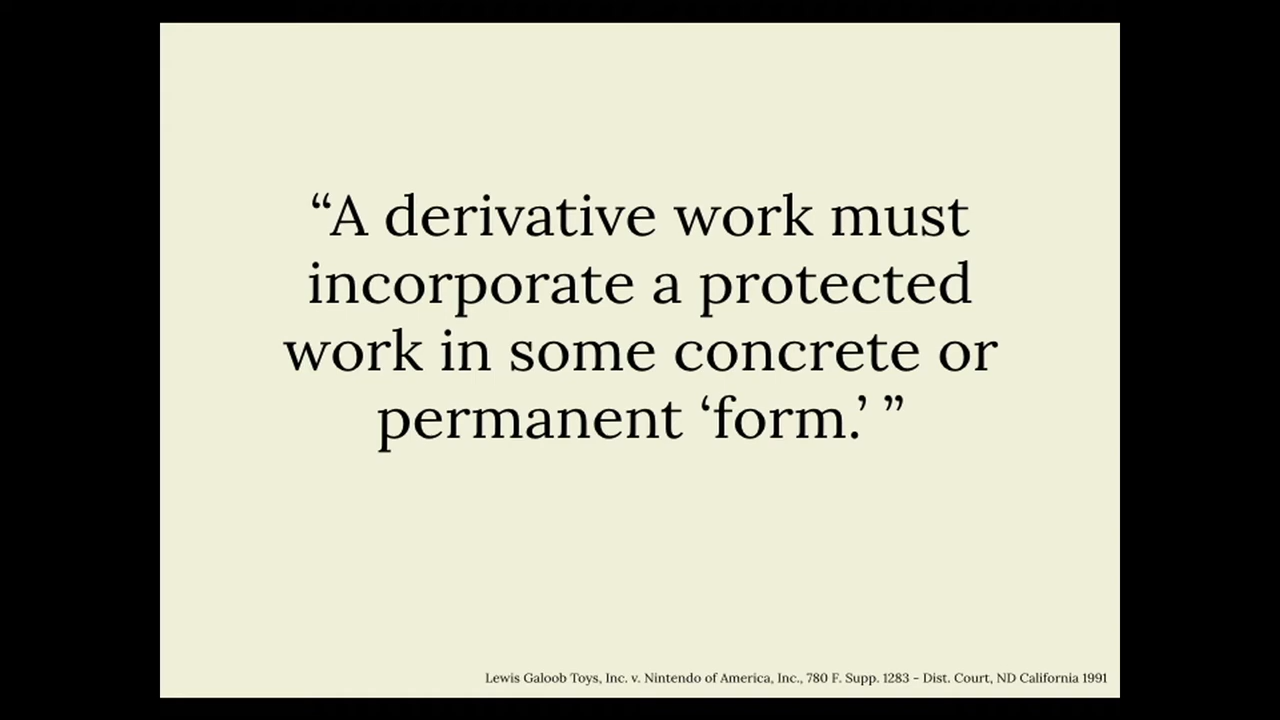 “A derivative work must
incorporate a protected
work in some concrete or
permanent ‘form.’ ”
Lewis Galoob Toys, Inc. v. Nintendo of America, Inc., 780 F. Supp. 1283 - Dist. Court, ND California 1991